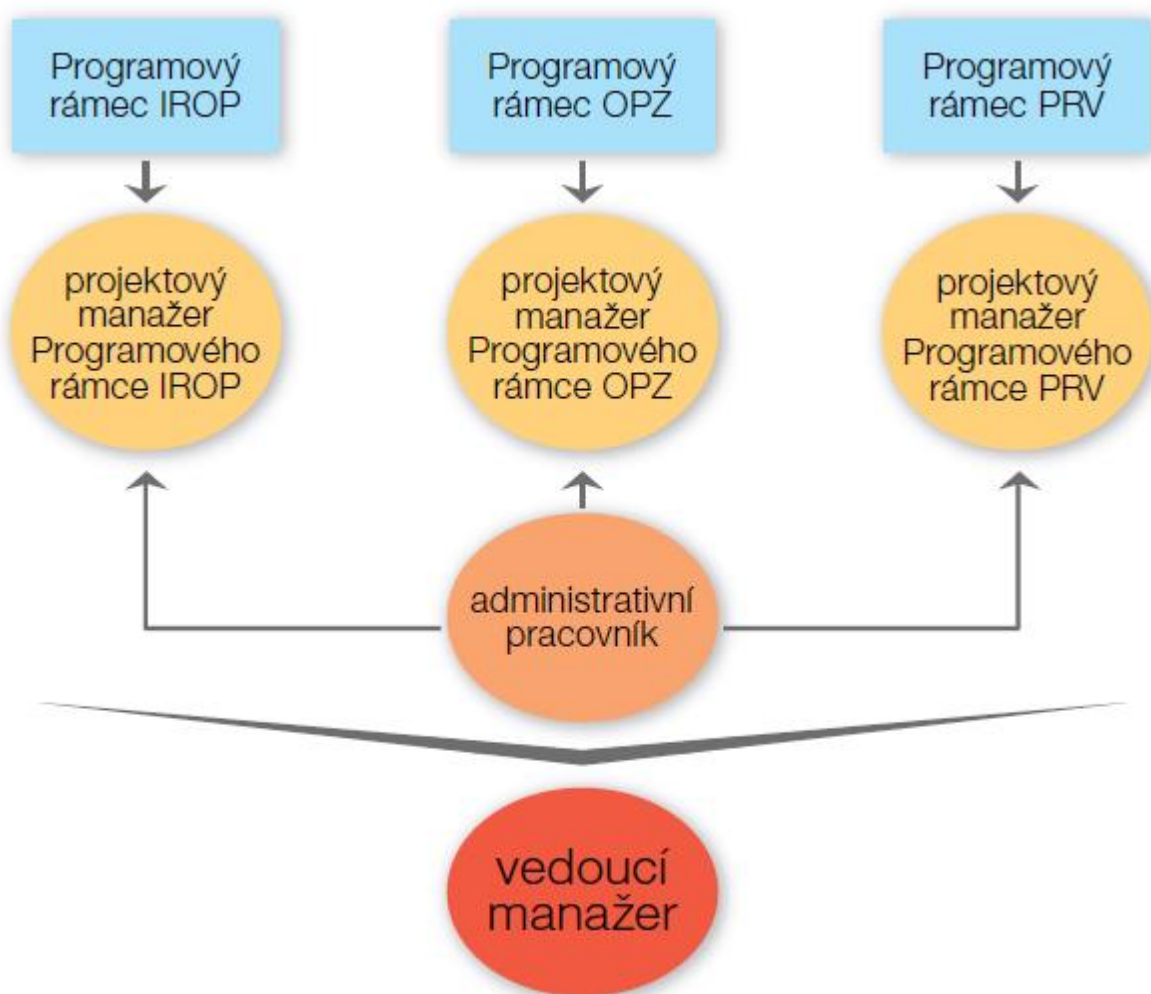 Programový
rámec IROP
Programový
rámec OPZ
Programový
rámec PRV
projektový
manažer
Programového
rámce IROP
projektový
manažer
Programového
rámce OPZ
projektový
manažer
Programového
rámce PRV
administrativní
pracovník
vedoucí
manažer